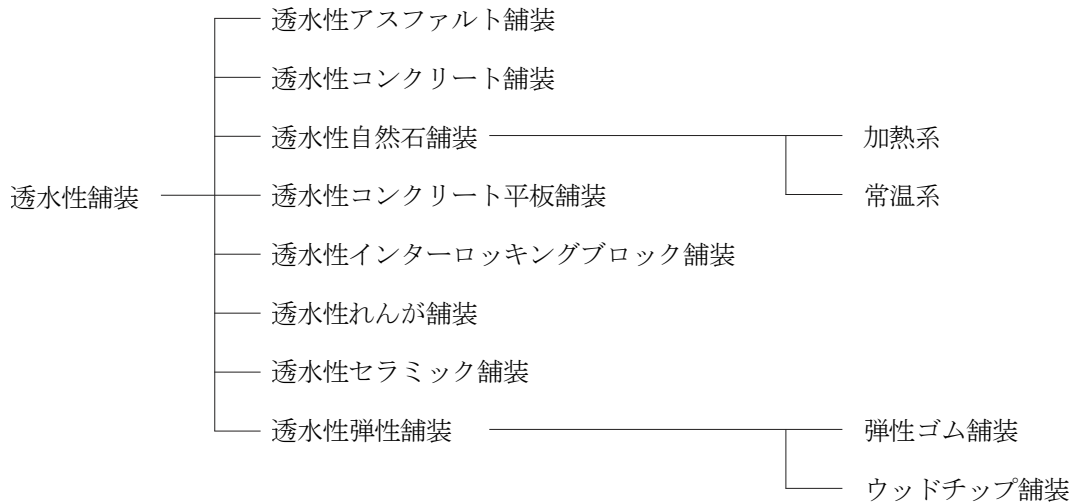 透水性アスファルト舗装
透水性コンクリート舗装
透水性自然石舗装 加熱系
透水性舗装 透水性コンクリート平板舗装 常温系
透水性インターロッキングブロック舗装
透水性れんが舗装
透水性セラミック舗装
透水性弾性舗装 弾性ゴム舗装
ウッドチップ舗装